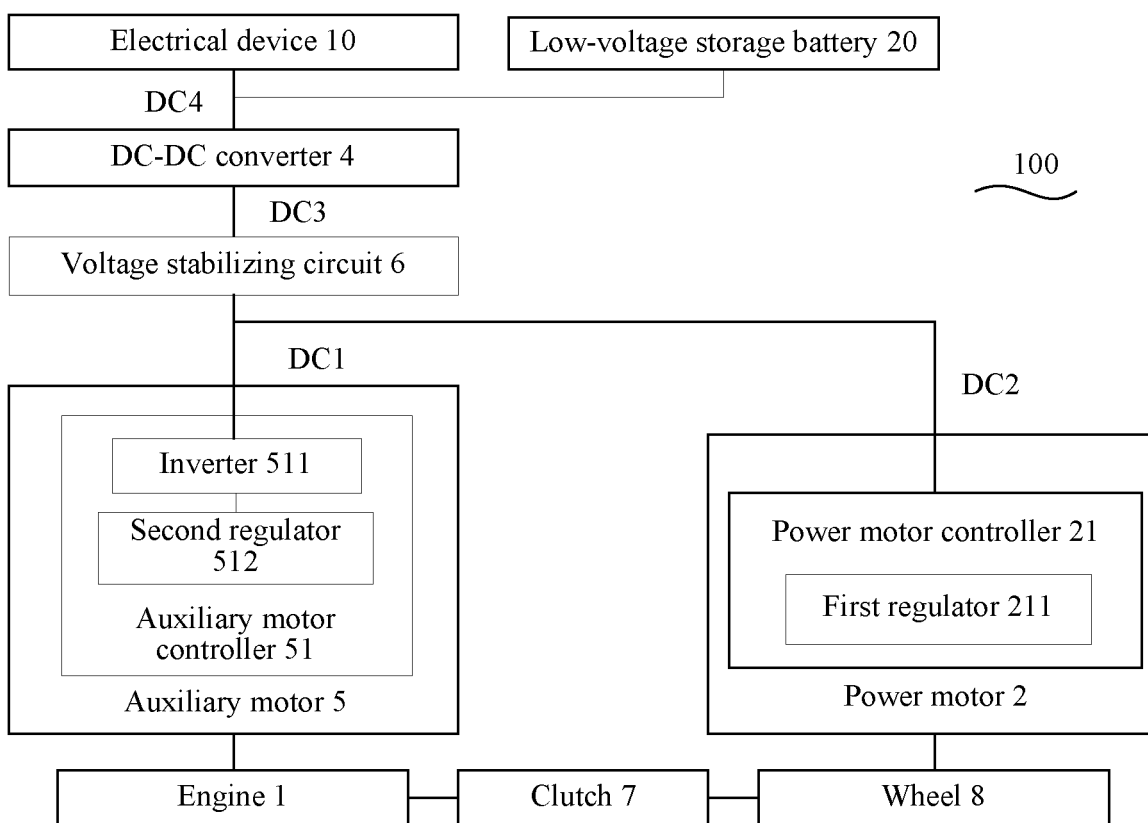 Electrical device 10
Low-voltage storage battery 20
DC4
DC-DC converter 4
100
DC3
Voltage stabilizing circuit 6
DC1
DC2
Inverter 511
Second regulator
512
Auxiliary motor
controller 51
Auxiliary motor 5
Power motor controller 21
First regulator 211
Power motor 2
Engine 1
Clutch 7
Wheel 8